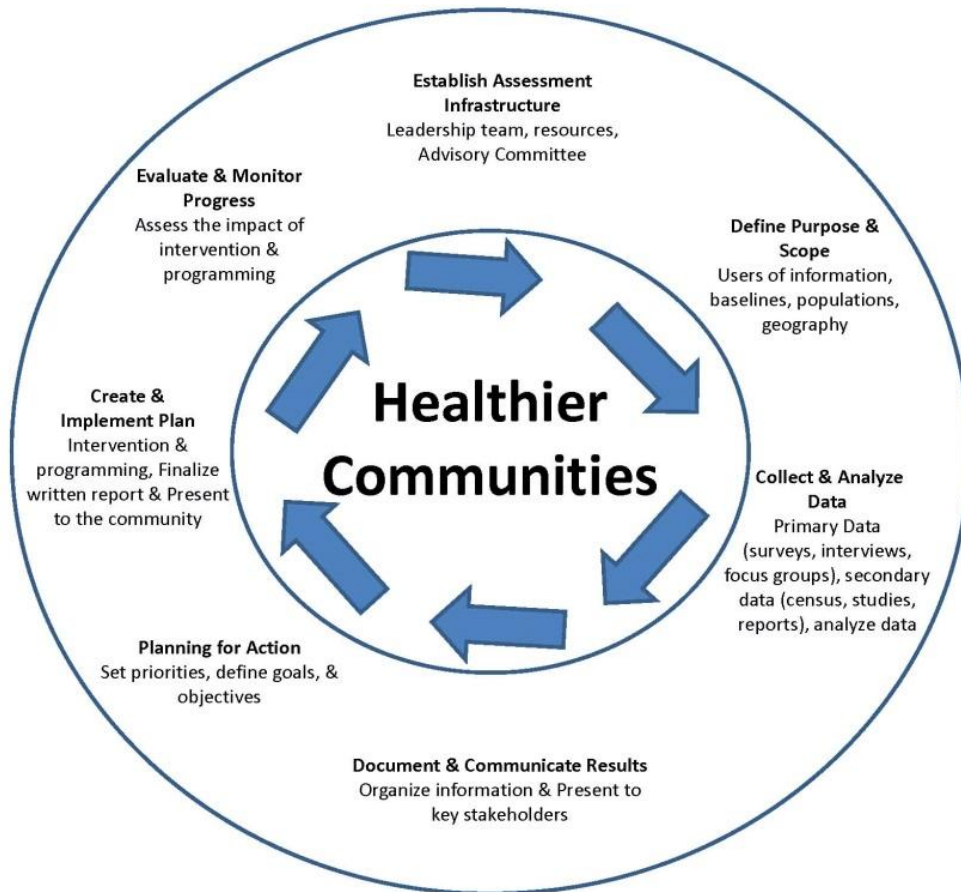 Establish Assessment
Infrastructure
Leadership team, resources,
Advisory Committee
Define Purpose &
Scope
Users of information,
baselines, populations,
geography
Collect & Analyze
Data
Primary Data
(surveys, interviews,
focus groups), secondary
data (census, studies,
reports), analyze data
Document & Communicate Results
Organize information & Present to
key stakeholders
Planning for Action
Set priorities, define goals, &
objectives
Create &
Implement Plan
Intervention &
programming, Finalize
written report & Present
to the community
Evaluate & Monitor
Progress
Assess the impact of
intervention &
programming
Healthier
Communities